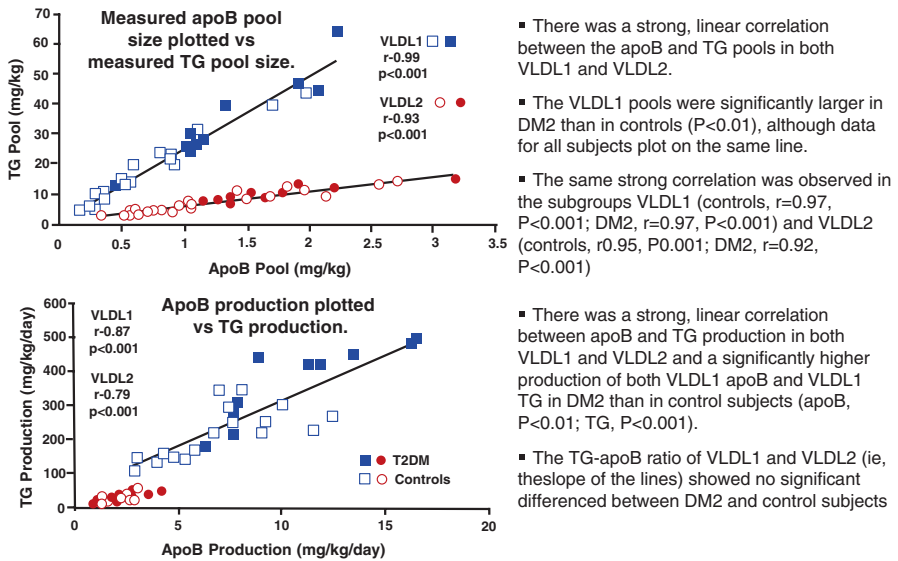 Measured apoB pool
size plotted vs
measured TG pool size.
VLDL1
r-0.99
p<0.001
VLDL2
r-0.93
p<0.001
TG Pool (mg/kg)
70
60
50
40
30
20
10
0
0
0.5
1
1.5
2
2.5
3
3.5
ApoB Pool (mg/kg)
▪ There was a strong, linear correlation
between the apoB and TG pools in both
VLDL1 and VLDL2.
▪ The VLDL1 pools were significantly larger in
DM2 than in controls (P<0.01), although data
for all subjects plot on the same line.
▪ The same strong correlation was observed in
the subgroups VLDL1 (controls, r=0.97,
P<0.001; DM2, r=0.97, P<0.001) and VLDL2
(controls, r0.95, P0.001; DM2, r=0.92,
P<0.001)
ApoB production plotted
vs TG production.
VLDL1
r-0.87
p<0.001
VLDL2
r-0.79
p<0.001
T2DM
Controls
TG Production (mg/kg/day)
600
500
400
300
200
100
0
0
5
10
15
20
ApoB Production (mg/kg/day)
▪ There was a strong, linear correlation
between apoB and TG production in both
VLDL1 and VLDL2 and a significantly higher
production of both VLDL1 apoB and VLDL1
TG in DM2 than in control subjects (apoB,
P<0.01; TG, P<0.001).
▪ The TG-apoB ratio of VLDL1 and VLDL2 (ie,
theslope of the lines) showed no significant
differenced between DM2 and control subjects